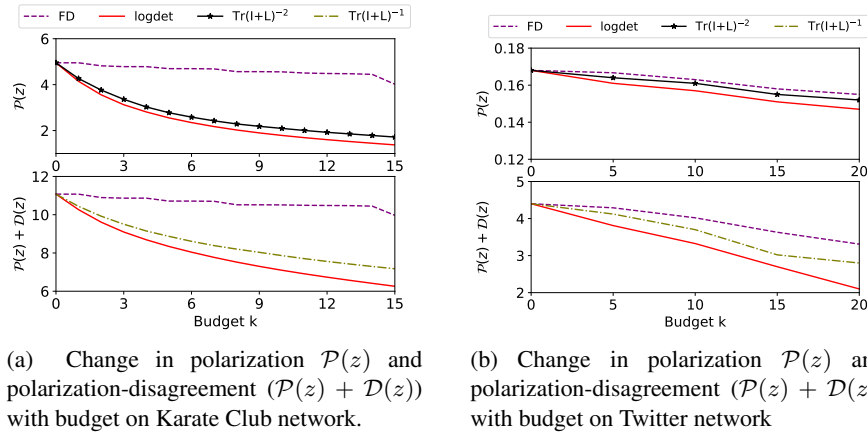 FD logdet Tr(I+L)⁻² Tr(I+L)⁻¹
6
4
2
P(z)
0 3 6 9 12 15
12
10
8
6
P(z) + D(z)
0 3 6 9 12 15
Budget k
(a) Change in polarization P(z) and
polarization-disagreement (P(z) + D(z))
with budget on Karate Club network.
FD logdet Tr(I+L)⁻² Tr(I+L)⁻¹
0.18
0.16
0.14
0.12
P(z)
0 5 10 15 20
5
4
3
2
P(z) + D(z)
0 5 10 15 20
Budget k
(b) Change in polarization P(z) an
polarization-disagreement (P(z) + D(z
with budget on Twitter network